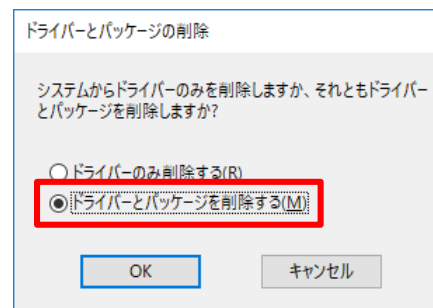 ドライバーとパッケージの削除
システムからドライバーのみを削除しますか、それともドライバー
とパッケージを削除しますか?
ドライバーのみ削除する(R)
ドライバーとパッケージを削除する(M)
OK
キャンセル